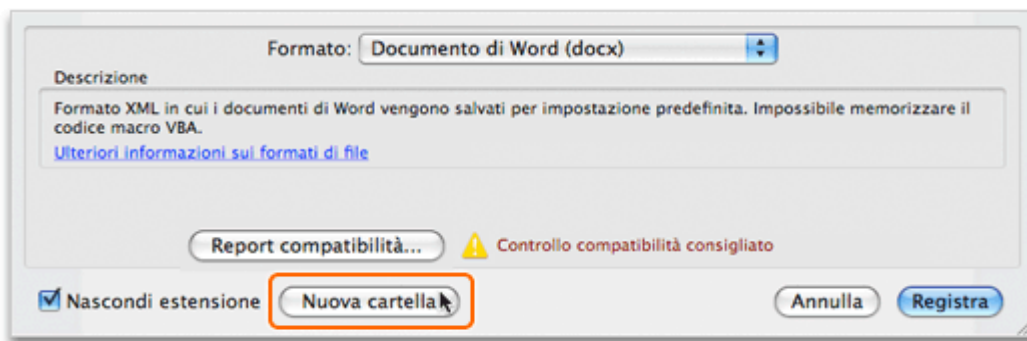 Formato: Documento di Word (docx)
Descrizione
Formato XML in cui i documenti di Word vengono salvati per impostazione predefinita. Impossibile memorizzare il
codice macro VBA.
Ulteriori informazioni sui formati di file
Report compatibilità... Controllo compatibilità consigliato
Nascondi estensione Nuova cartella Annulla Registra